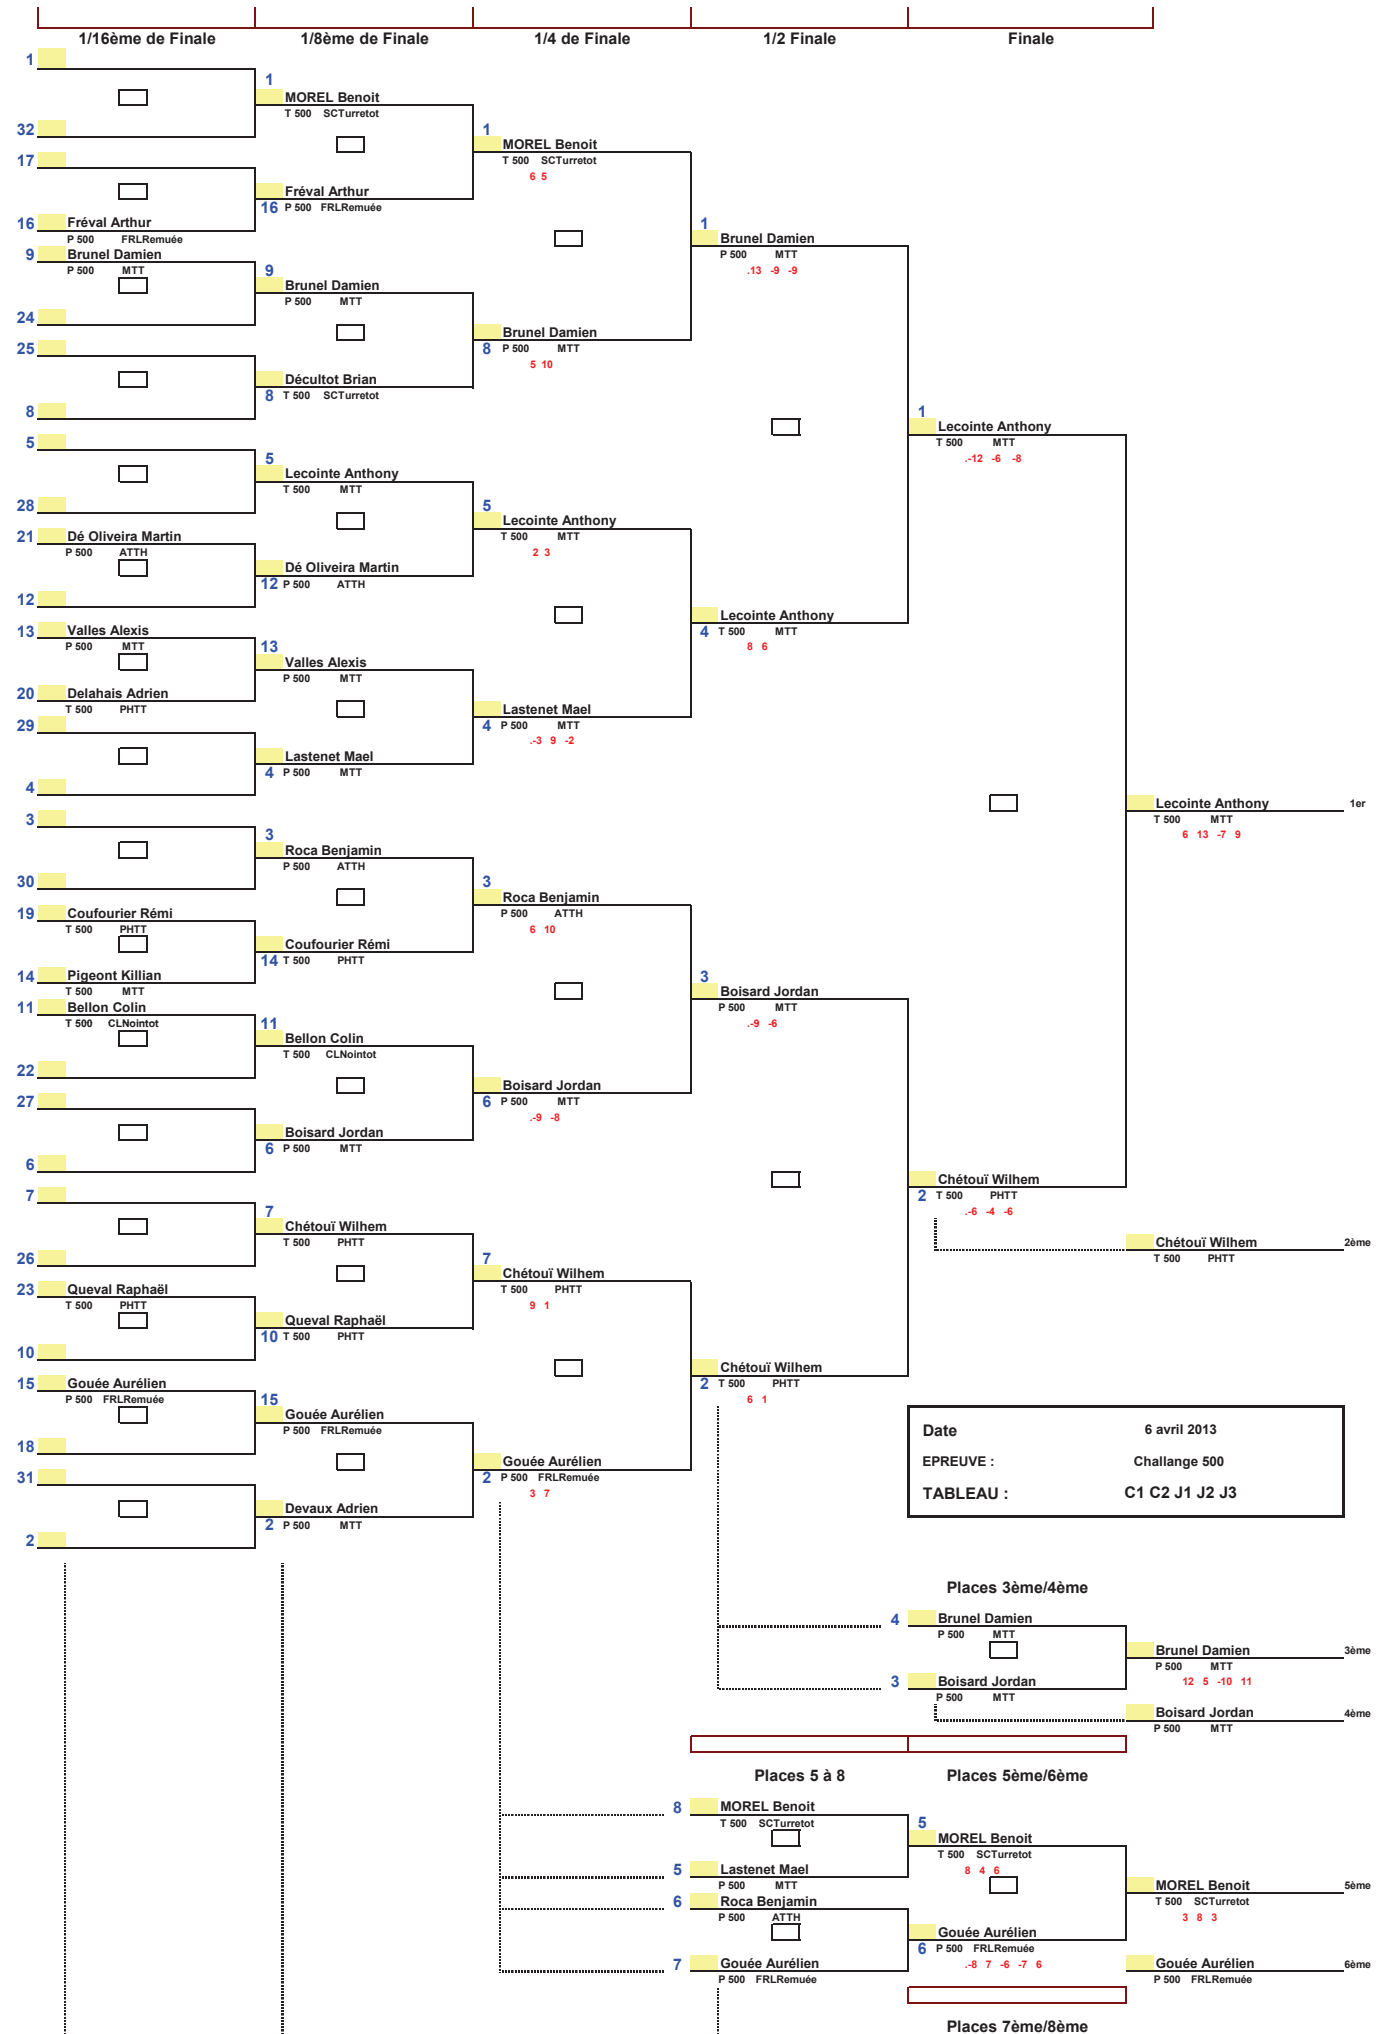 1/16ème de Finale 1/8ème de Finale 1/4 de Finale 1/2 Finale Finale
1
1
MOREL Benoit
T 500 SCTurretot
32
1
MOREL Benoit
T 500 SCTurretot
6 5
17
Fréval Arthur
16 P 500 FRLRemuée
16 Fréval Arthur
P 500 FRLRemuée
1
Brunel Damien
P 500 MTT
.13 -9 -9
9 Brunel Damien
P 500 MTT
9
Brunel Damien
P 500 MTT
24
Brunel Damien
8 P 500 MTT
5 10
25
Décultot Brian
8 T 500 SCTurretot
8
1
Lecointe Anthony
T 500 MTT
.-12 -6 -8
5
5
Lecointe Anthony
T 500 MTT
28
5
Lecointe Anthony
T 500 MTT
2 3
21 Dé Oliveira Martin
P 500 ATTH
Dé Oliveira Martin
12 P 500 ATTH
12
Lecointe Anthony
4 T 500 MTT
8 6
13 Valles Alexis
P 500 MTT
13
Valles Alexis
P 500 MTT
20 Delahais Adrien
T 500 PHTT
Lastenet Mael
4 P 500 MTT
.-3 9 -2
29
Lastenet Mael
4 P 500 MTT
4
Lecointe Anthony 1er
T 500 MTT
6 13 -7 9
3
3
Roca Benjamin
P 500 ATTH
30
3
Roca Benjamin
P 500 ATTH
6 10
19 Coufourier Rémi
T 500 PHTT
Coufourier Rémi
14 T 500 PHTT
14 Pigeont Killian
T 500 MTT
3
Boisard Jordan
P 500 MTT
.-9 -6
11 Bellon Colin
T 500 CLNointot
11
Bellon Colin
T 500 CLNointot
22
Boisard Jordan
6 P 500 MTT
.-9 -8
27
Boisard Jordan
6 P 500 MTT
6
Chétouï Wilhem
2 T 500 PHTT
.-6 -4 -6
7
7
Chétouï Wilhem
T 500 PHTT
Chétouï Wilhem 2ème
T 500 PHTT
26
7
Chétouï Wilhem
T 500 PHTT
9 1
23 Queval Raphaël
T 500 PHTT
Queval Raphaël
10 T 500 PHTT
10
Chétouï Wilhem
2 T 500 PHTT
6 1
15 Gouée Aurélien
P 500 FRLRemuée
15
Gouée Aurélien
P 500 FRLRemuée
18
Gouée Aurélien
2 P 500 FRLRemuée
3 7
31
Devaux Adrien
2 P 500 MTT
2
Date 6 avril 2013
EPREUVE : Challange 500
TABLEAU : C1 C2 J1 J2 J3
Places 3ème/4ème
4 Brunel Damien
P 500 MTT
Brunel Damien 3ème
P 500 MTT
12 5 -10 11
3 Boisard Jordan
P 500 MTT
Boisard Jordan 4ème
P 500 MTT
Places 5 à 8 Places 5ème/6ème
8 MOREL Benoit
T 500 SCTurretot
5
MOREL Benoit
T 500 SCTurretot
8 4 6
5 Lastenet Mael
P 500 MTT
MOREL Benoit 5ème
T 500 SCTurretot
3 8 3
6 Roca Benjamin
P 500 ATTH
Gouée Aurélien
6 P 500 FRLRemuée
.-8 7 -6 -7 6
7 Gouée Aurélien
P 500 FRLRemuée
Gouée Aurélien 6ème
P 500 FRLRemuée
Places 7ème/8ème